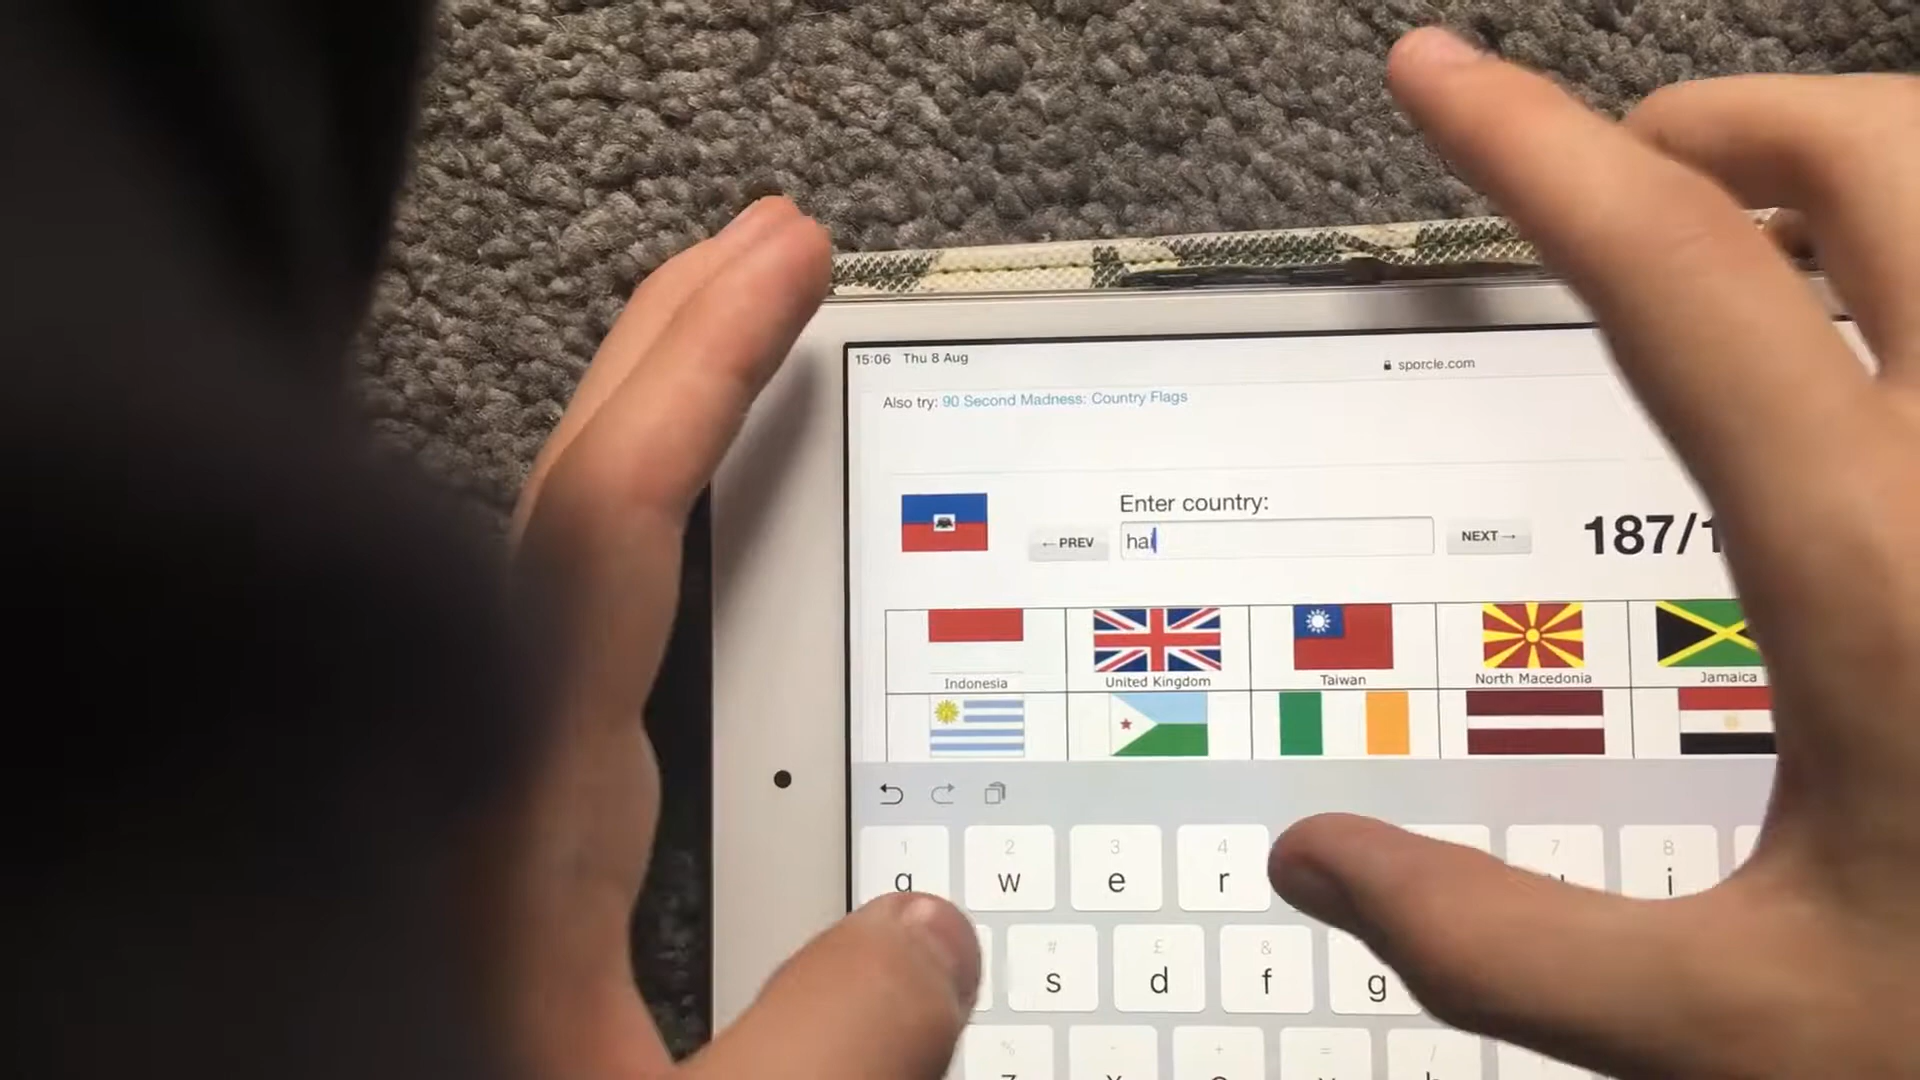 15:06 Thu 8 Aug
sporcle.com
Also try: 90 Second Madness: Country Flags
Enter country:
←PREV
hai
NEXT→
187/1
Indonesia
United Kingdom
Taiwan
North Macedonia
Jamaica
1 2 3 4 7 8
q w e r i
# £ &
s d f g
% - + = /